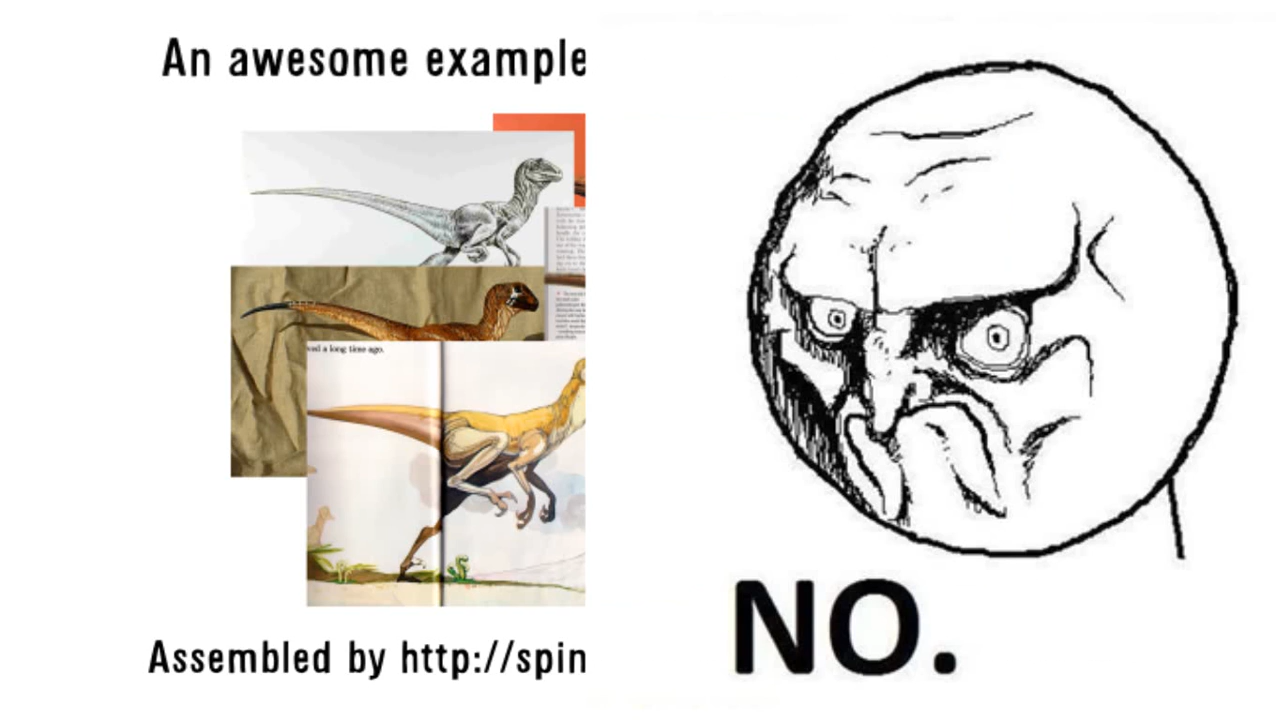 An awesome example
ved a long time ago.
Assembled by http://spin
NO.